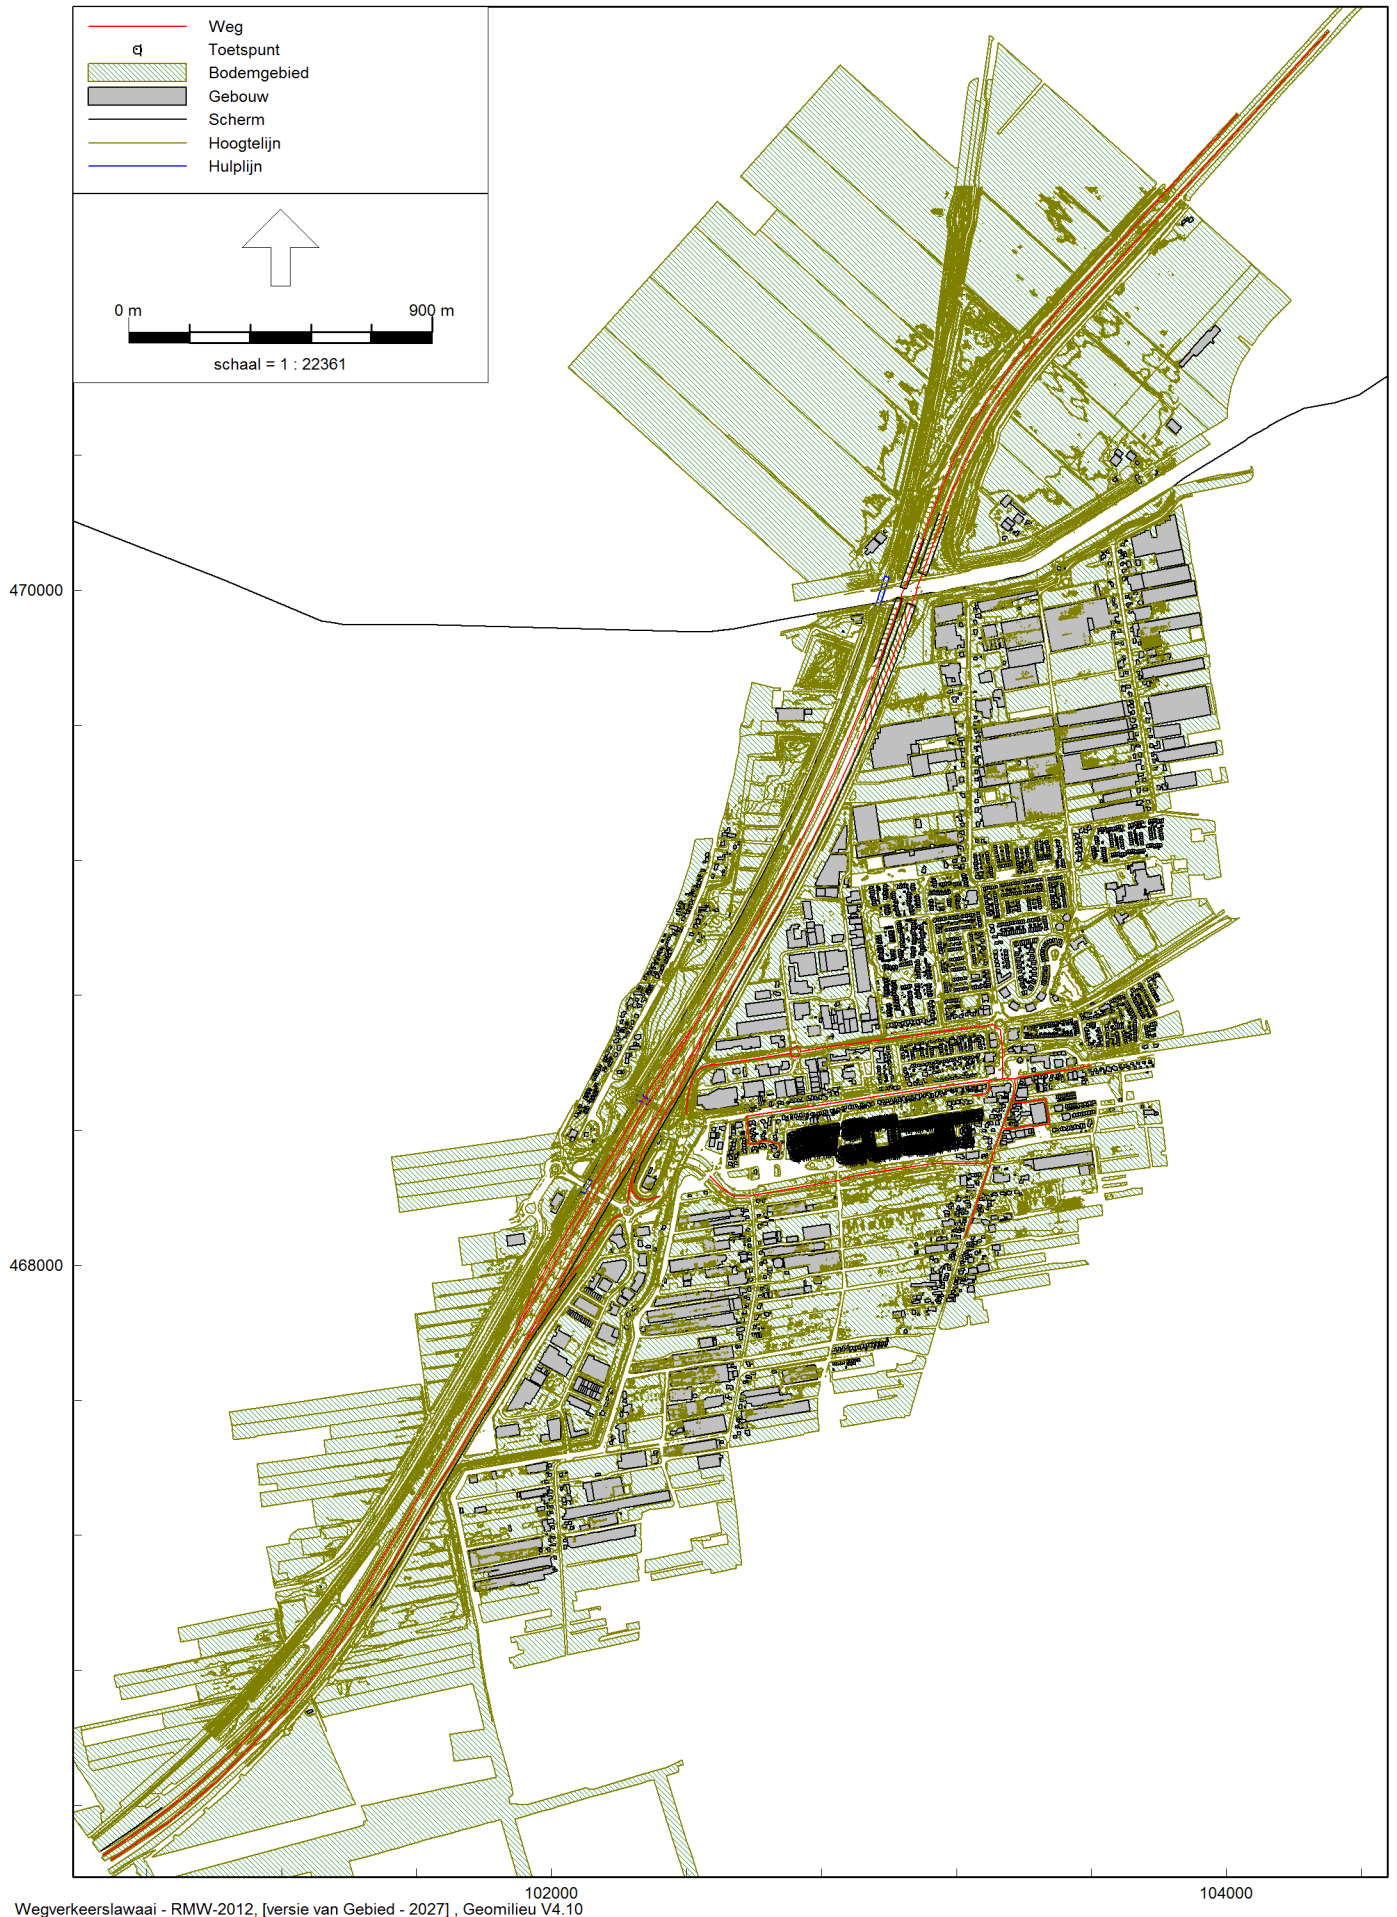 Weg
Toetspunt
Bodemgebied
Gebouw
Scherm
Hoogtelijn
Hulplijn
0 m 900 m
schaal = 1 : 22361
470000
468000
102000 104000
Wegverkeerslawaai - RMW-2012, [versie van Gebied - 2027] , Geomilieu V4.10